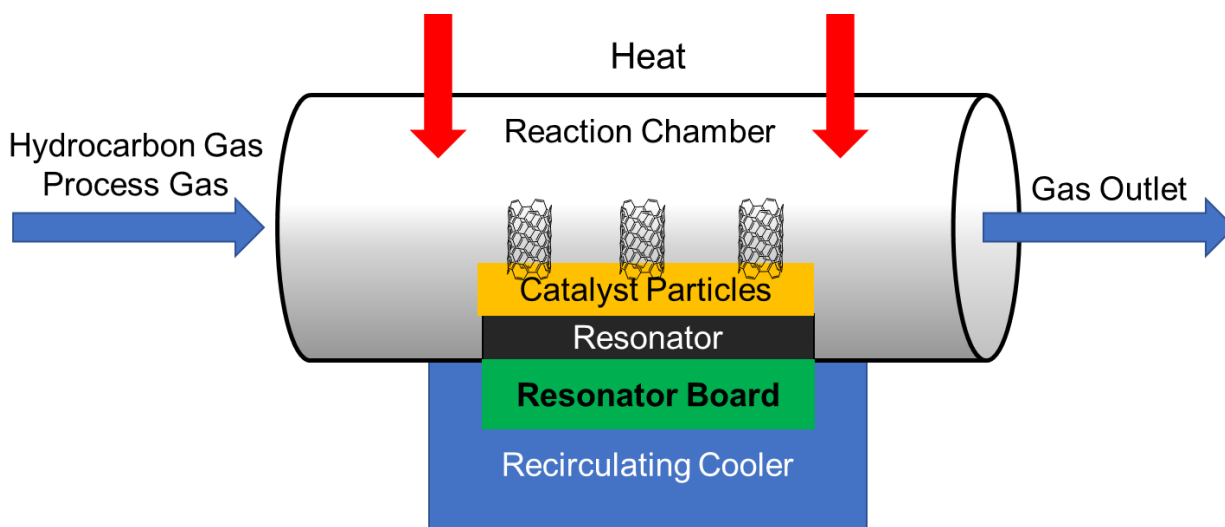 Heat
Reaction Chamber
Hydrocarbon Gas
Process Gas
Gas Outlet
Catalyst Particles
Resonator
Resonator Board
Recirculating Cooler